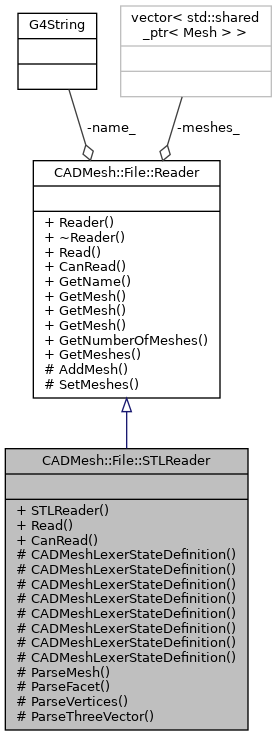 G4String
vector< std::shared
_ptr< Mesh > >
-name_
-meshes_
CADMesh::File::Reader
+ Reader()
+ ~Reader()
+ Read()
+ CanRead()
+ GetName()
+ GetMesh()
+ GetMesh()
+ GetMesh()
+ GetNumberOfMeshes()
+ GetMeshes()
# AddMesh()
# SetMeshes()
CADMesh::File::STLReader
+ STLReader()
+ Read()
+ CanRead()
# CADMeshLexerStateDefinition()
# CADMeshLexerStateDefinition()
# CADMeshLexerStateDefinition()
# CADMeshLexerStateDefinition()
# CADMeshLexerStateDefinition()
# CADMeshLexerStateDefinition()
# CADMeshLexerStateDefinition()
# CADMeshLexerStateDefinition()
# ParseMesh()
# ParseFacet()
# ParseVertices()
# ParseThreeVector()